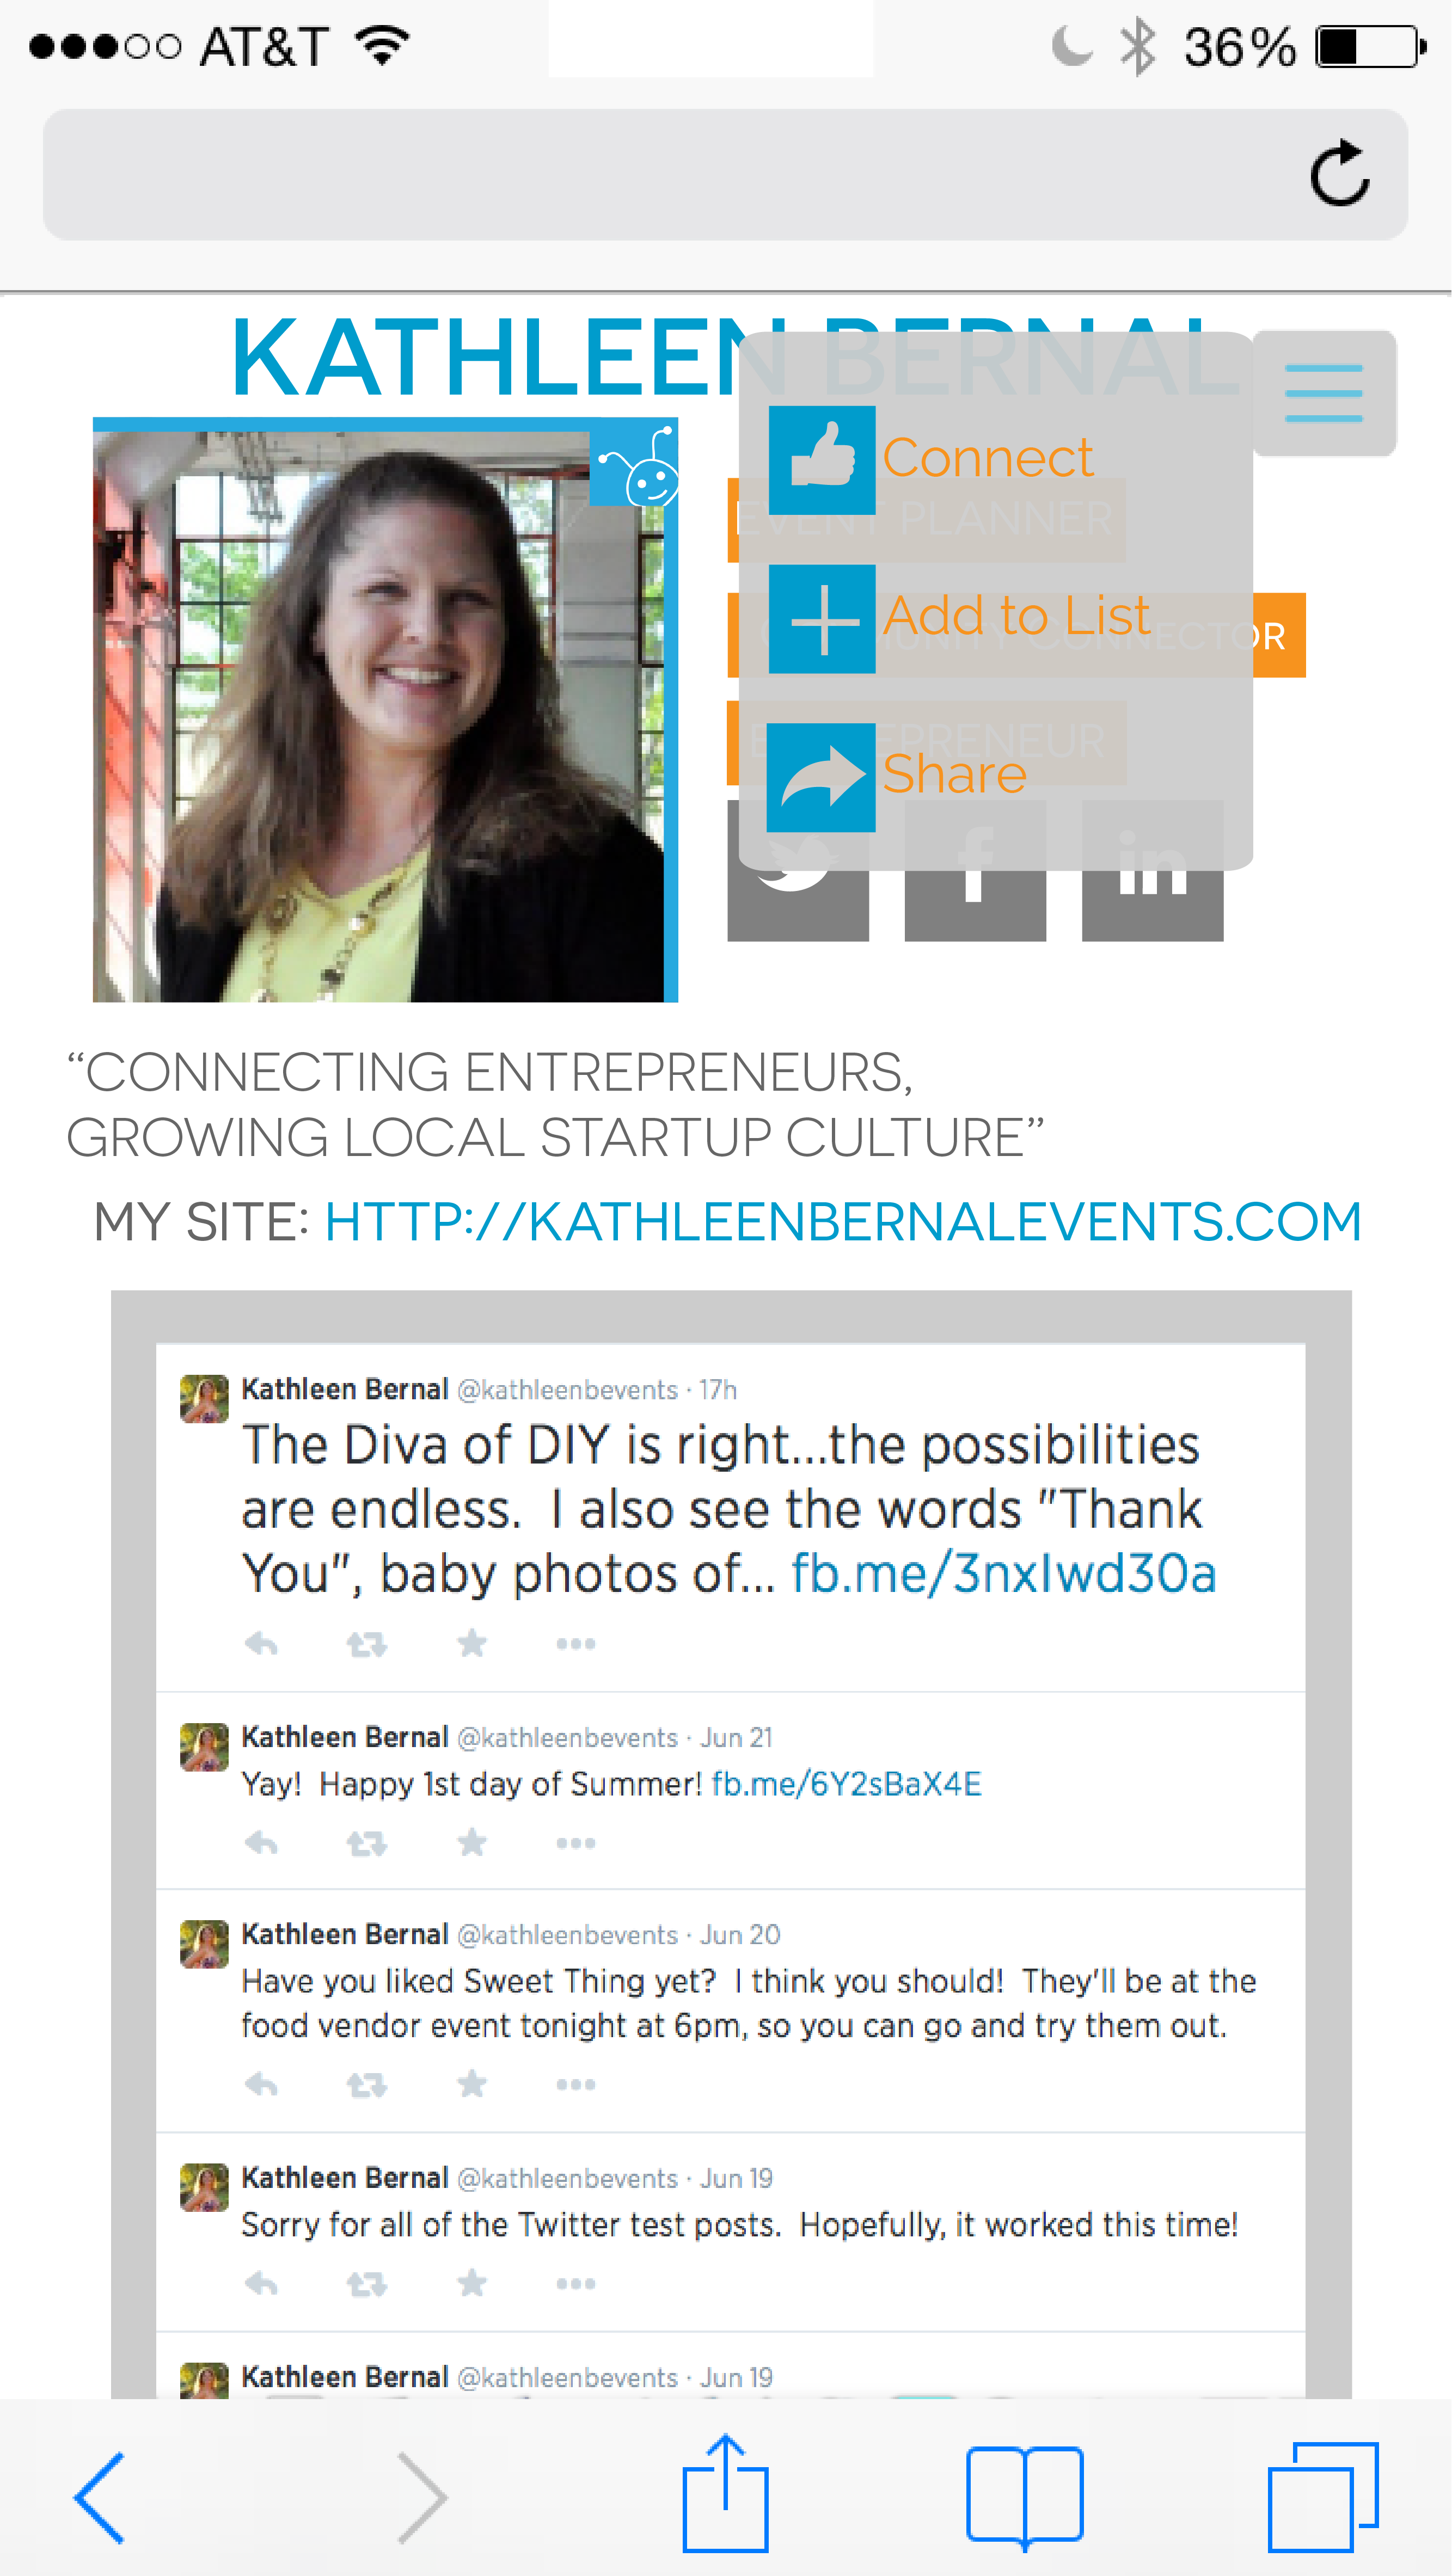 AT&T 36%
KATHLEEN BERNAL
Connect
EVENT PLANNER
Add to List
CONNECTOR
Share
f in
“CONNECTING ENTREPRENEURS,
GROWING LOCAL STARTUP CULTURE”
MY SITE: HTTP://KATHLEENBERNALEVENTS.COM
Kathleen Bernal @kathleenbevents · 17h
The Diva of DIY is right...the possibilities
are endless.  I also see the words "Thank
You", baby photos of... fb.me/3nxIwd30a
Kathleen Bernal @kathleenbevents · Jun 21
Yay!  Happy 1st day of Summer! fb.me/6Y2sBaX4E
Kathleen Bernal @kathleenbevents · Jun 20
Have you liked Sweet Thing yet?  I think you should!  They'll be at the
food vendor event tonight at 6pm, so you can go and try them out.
Kathleen Bernal @kathleenbevents · Jun 19
Sorry for all of the Twitter test posts.  Hopefully, it worked this time!
Kathleen Bernal @kathleenbevents · Jun 19